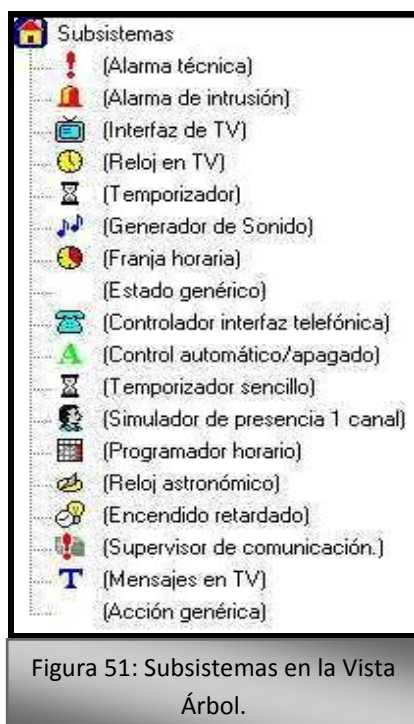 Subsistemas
(Alarma técnica)
(Alarma de intrusión)
(Interfaz de TV)
(Reloj en TV)
(Temporizador)
(Generador de Sonido)
(Franja horaria)
(Estado genérico)
(Controlador interfaz telefónica)
A (Control automático/apagado)
(Temporizador sencillo)
(Simulador de presencia 1 canal)
(Programador horario)
(Reloj astronómico)
(Encendido retardado)
(Supervisor de comunicación.)
T (Mensajes en TV)
(Acción genérica)
Figura 51: Subsistemas en la Vista
Árbol.